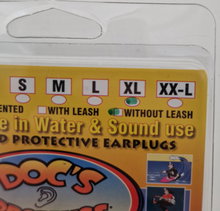 S M L XL XX-L
ENTED WITH LEASH WITHOUT LEASH
e in Water & Sound use
D PROTECTIVE EARPLUGS
DOC'S